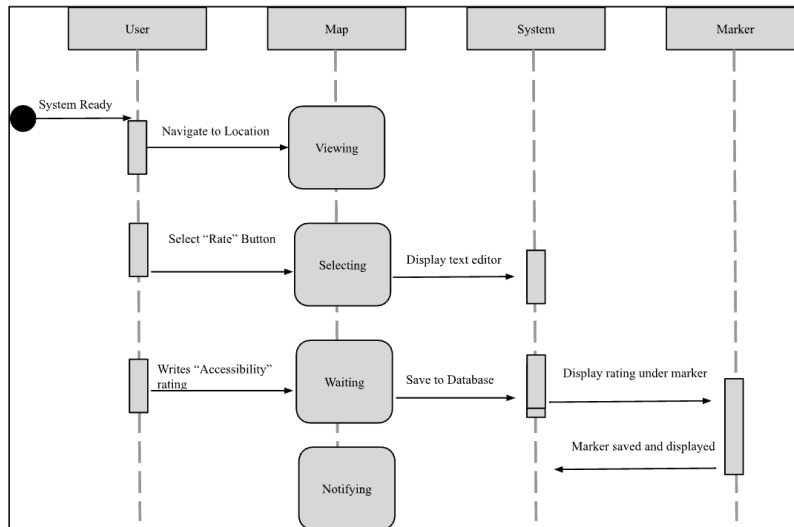 User
Map
System
Marker
System Ready
Navigate to Location
Viewing
Select “Rate” Button
Selecting
Display text editor
Writes “Accessibility”
rating
Waiting
Save to Database
Display rating under marker
Marker saved and displayed
Notifying